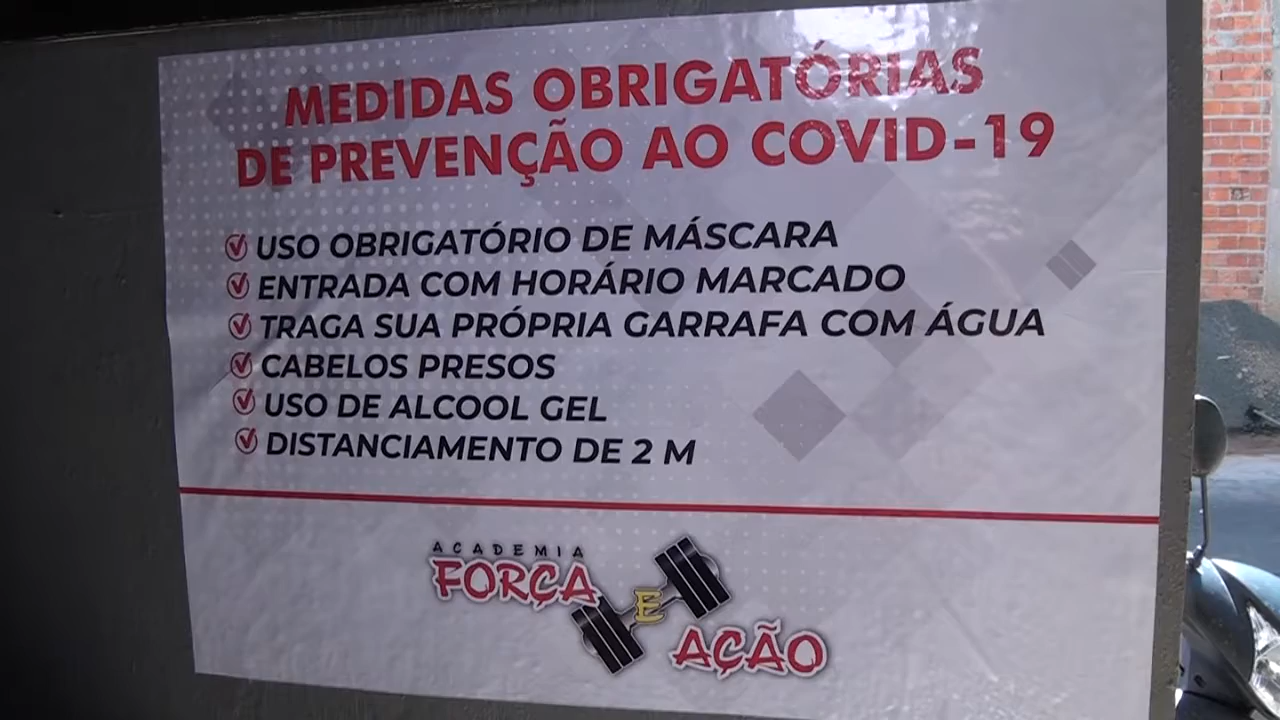 MEDIDAS OBRIGATÓRIAS
DE PREVENÇÃO AO COVID-19
USO OBRIGATÓRIO DE MÁSCARA
ENTRADA COM HORÁRIO MARCADO
TRAGA SUA PRÓPRIA GARRAFA COM ÁGUA
CABELOS PRESOS
USO DE ALCOOL GEL
DISTANCIAMENTO DE 2 M
ACADEMIA
FORÇA
E
AÇÃO